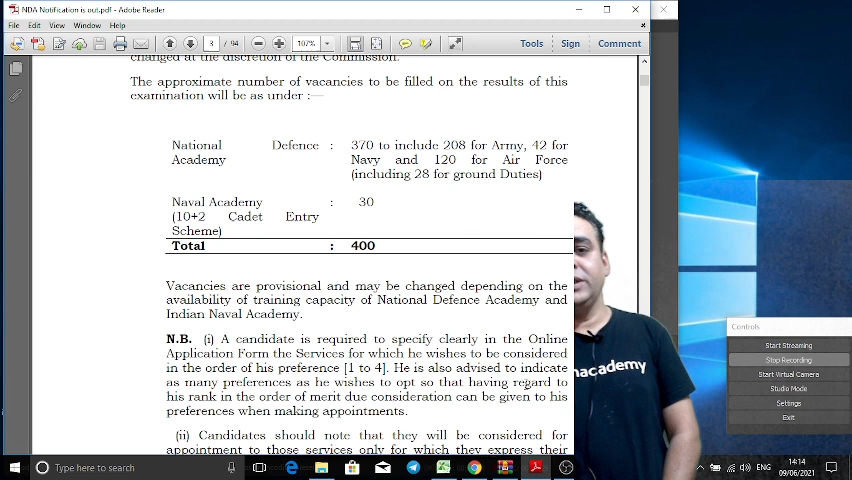 NDA Notification is out.pdf - Adobe Reader
File Edit View Window Help
3 / 94 107% Tools Sign Comment
changed at the discretion of the Commission.
The approximate number of vacancies to be filled on the results of this
examination will be as under :—
National Defence : 370 to include 208 for Army, 42 for
Academy Navy and 120 for Air Force
(including 28 for ground Duties)
Naval Academy : 30
(10+2 Cadet Entry
Scheme)
Total : 400
Vacancies are provisional and may be changed depending on the
availability of training capacity of National Defence Academy and
Indian Naval Academy.
N.B. (i) A candidate is required to specify clearly in the Online
Application Form the Services for which he wishes to be considered
in the order of his preference [1 to 4]. He is also advised to indicate
as many preferences as he wishes to opt so that having regard to
his rank in the order of merit due consideration can be given to his
preferences when making appointments.
(ii) Candidates should note that they will be considered for
appointment to those services only for which they express their
nacademy
Controls
Start Streaming
Stop Recording
Start Virtual Camera
Studio Mode
Settings
Exit
Type here to search
ENG
14:14
09/06/2021